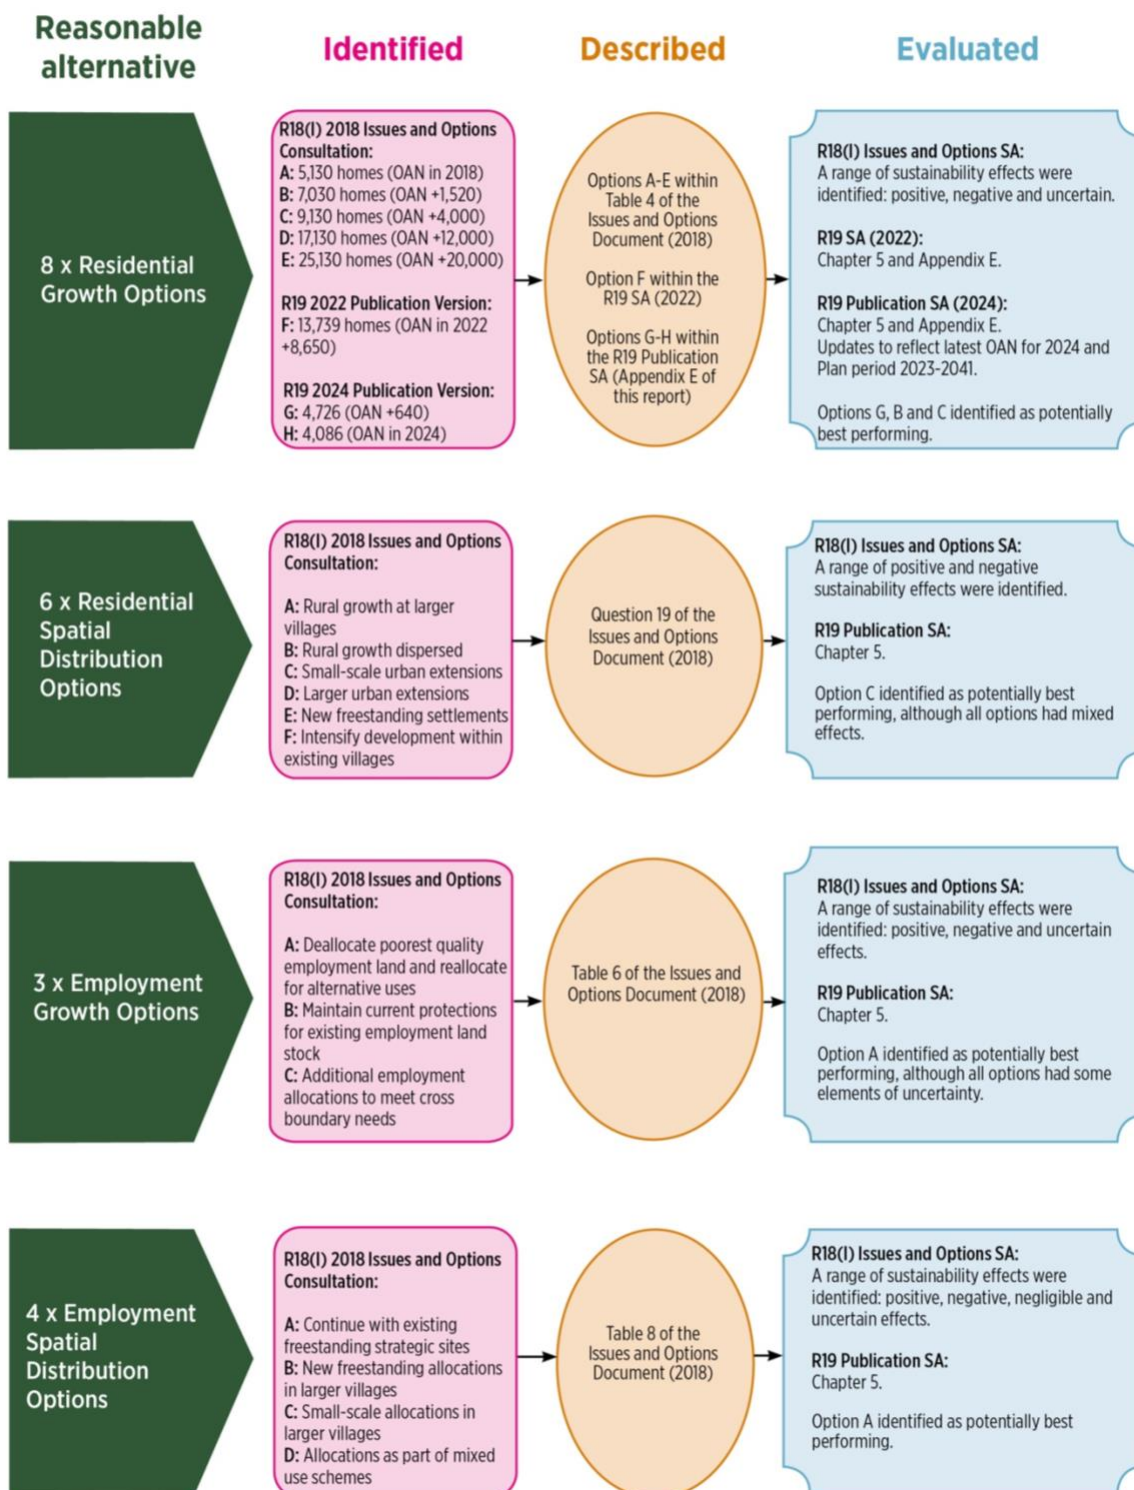 Reasonable
alternative
Identified
Described
Evaluated
8 x Residential
Growth Options
R18(I) 2018 Issues and Options
Consultation:
A: 5,130 homes (OAN in 2018)
B: 7,030 homes (OAN +1,520)
C: 9,130 homes (OAN +4,000)
D: 17,130 homes (OAN +12,000)
E: 25,130 homes (OAN +20,000)
R19 2022 Publication Version:
F: 13,739 homes (OAN in 2022
+8,650)
R19 2024 Publication Version:
G: 4,726 (OAN +640)
H: 4,086 (OAN in 2024)
Options A-E within
Table 4 of the
Issues and Options
Document (2018)
Option F within the
R19 SA (2022)
Options G-H within
the R19 Publication
SA (Appendix E of
this report)
R18(I) Issues and Options SA:
A range of sustainability effects were
identified: positive, negative and uncertain.
R19 SA (2022):
Chapter 5 and Appendix E.
R19 Publication SA (2024):
Chapter 5 and Appendix E.
Updates to reflect latest OAN for 2024 and
Plan period 2023-2041.
Options G, B and C identified as potentially
best performing.
6 x Residential
Spatial
Distribution
Options
R18(I) 2018 Issues and Options
Consultation:
A: Rural growth at larger
villages
B: Rural growth dispersed
C: Small-scale urban extensions
D: Larger urban extensions
E: New freestanding settlements
F: Intensify development within
existing villages
Question 19 of the
Issues and Options
Document (2018)
R18(I) Issues and Options SA:
A range of positive and negative
sustainability effects were identified.
R19 Publication SA:
Chapter 5.
Option C identified as potentially best
performing, although all options had mixed
effects.
3 x Employment
Growth Options
R18(I) 2018 Issues and Options
Consultation:
A: Deallocate poorest quality
employment land and reallocate
for alternative uses
B: Maintain current protections
for existing employment land
stock
C: Additional employment
allocations to meet cross
boundary needs
Table 6 of the Issues and
Options Document (2018)
R18(I) Issues and Options SA:
A range of sustainability effects were
identified: positive, negative and uncertain
effects.
R19 Publication SA:
Chapter 5.
Option A identified as potentially best
performing, although all options had some
elements of uncertainty.
4 x Employment
Spatial
Distribution
Options
R18(I) 2018 Issues and Options
Consultation:
A: Continue with existing
freestanding strategic sites
B: New freestanding allocations
in larger villages
C: Small-scale allocations in
larger villages
D: Allocations as part of mixed
use schemes
Table 8 of the
Issues and Options
Document (2018)
R18(I) Issues and Options SA:
A range of sustainability effects were
identified: positive, negative, negligible and
uncertain effects.
R19 Publication SA:
Chapter 5.
Option A identified as potentially best
performing.